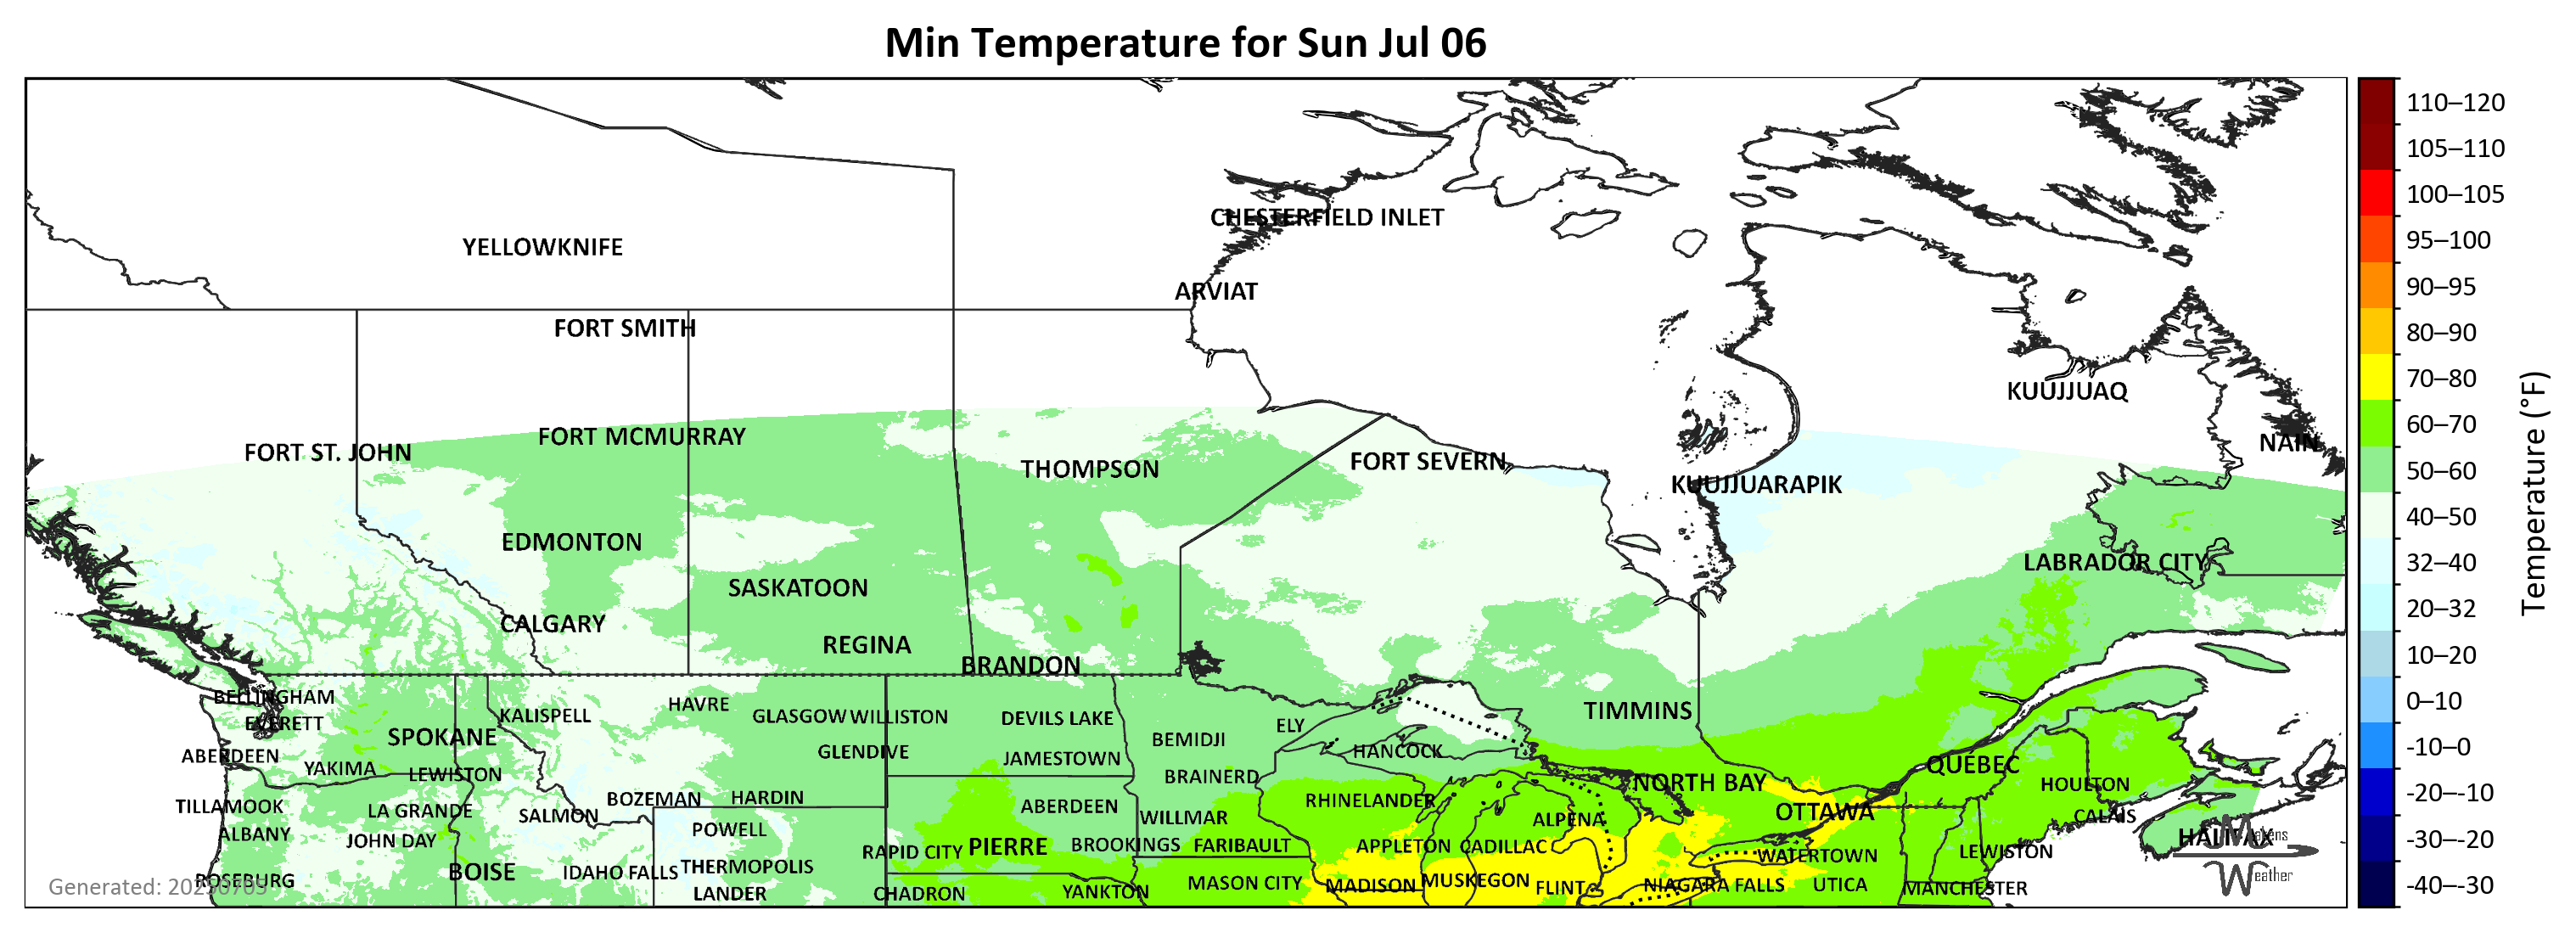 Min Temperature for Sun Jul 06
110–120
105–110
CHESTERFIELD INLET
100–105
YELLOWKNIFE
95–100
ARVIAT
90–95
FORT SMITH
80–90
KUUJJUAQ
70–80
FORT ST. JOHN
FORT MCMURRAY
NAIN
60–70
THOMPSON
FORT SEVERN
50–60
KUUJJUARAPIK
40–50
EDMONTON
LABRADOR CITY
32–40
SASKATOON
20–32
CALGARY
REGINA
BRANDON
10–20
Temperature (°F)
BELLINGHAM
HAVRE
0–10
EVERETT
KALISPELL
GLASGOW
WILLISTON
DEVILS LAKE
ELY
TIMMINS
SPOKANE
BEMIDJI
-10–0
ABERDEEN
GLENDIVE
JAMESTOWN
HANCOCK
YAKIMA
LEWISTON
BRAINERD
NORTH BAY
QUEBEC
HOULTON
-20–-10
TILLAMOOK
LA GRANDE
SALMON
BOZEMAN
HARDIN
ABERDEEN
WILLMAR
RHINELANDER
ALPENA
OTTAWA
CALAIS
ALBANY
JOHN DAY
POWELL
RAPID CITY
PIERRE
BROOKINGS
FARIBAULT
APPLETON
CADILLAC
WATERTOWN
LEWISTON
HALIFAX
-30–-20
ROSEBURG
BOISE
IDAHO FALLS
THERMOPOLIS
LANDER
CHADRON
YANKTON
MASON CITY
MADISON
MUSKEGON
FLINT
NIAGARA FALLS
UTICA
MANCHESTER
Weather
-40–-30
Generated: 20250705